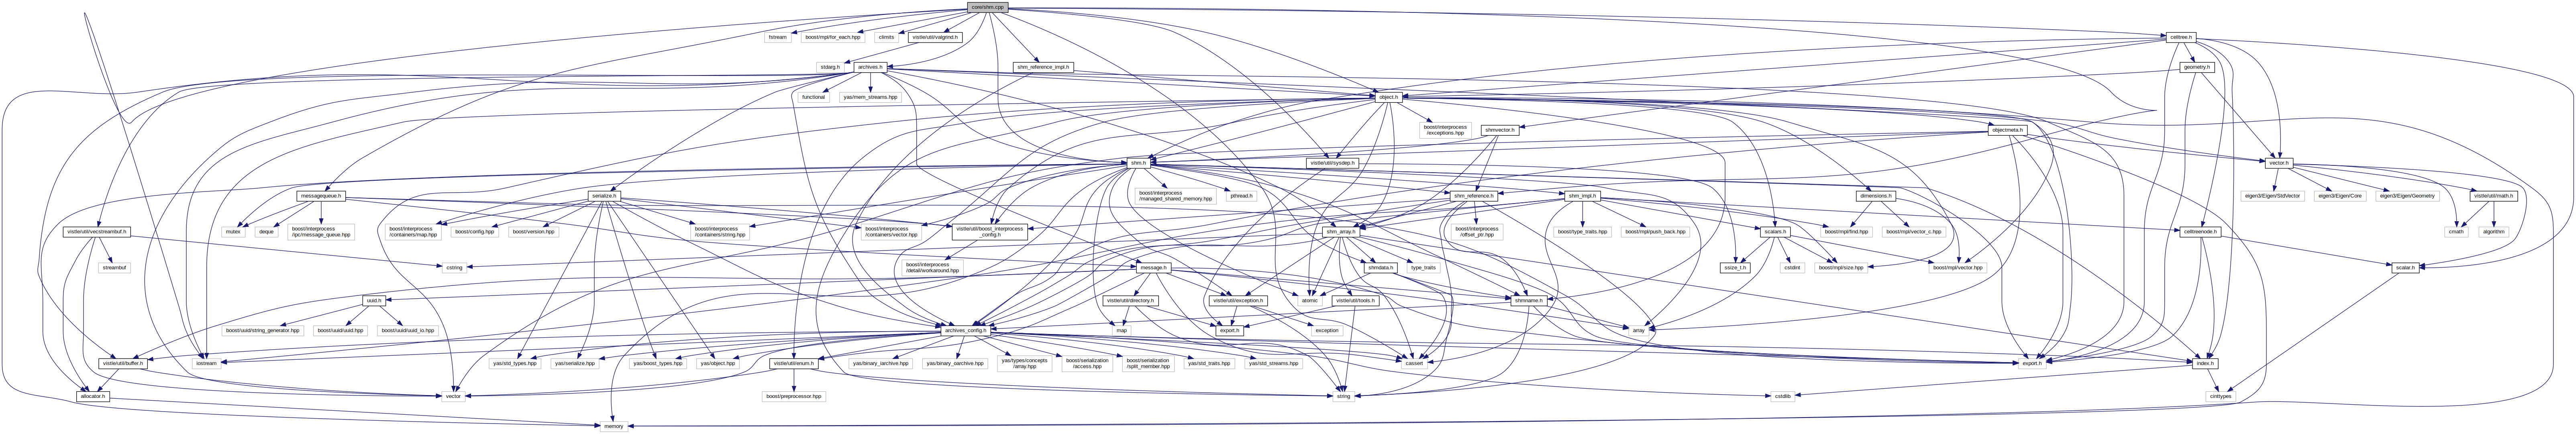 core/shm.cpp
fstream
boost/mpl/for_each.hpp
climits
vistle/util/valgrind.h
celltree.h
stdarg.h
archives.h
shm_reference_impl.h
geometry.h
functional
yas/mem_streams.hpp
object.h
boost/interprocess
/exceptions.hpp
shmvector.h
objectmeta.h
shm.h
vistle/util/sysdep.h
vector.h
messagequeue.h
serialize.h
boost/interprocess
/managed_shared_memory.hpp
pthread.h
shm_reference.h
shm_impl.h
dimensions.h
eigen3/Eigen/StdVector
eigen3/Eigen/Core
eigen3/Eigen/Geometry
vistle/util/math.h
vistle/util/vecstreambuf.h
mutex
deque
boost/interprocess
/ipc/message_queue.hpp
boost/interprocess
/containers/map.hpp
boost/config.hpp
boost/version.hpp
boost/interprocess
/containers/string.hpp
boost/interprocess
/containers/vector.hpp
vistle/util/boost_interprocess
_config.h
shm_array.h
boost/interprocess
/offset_ptr.hpp
boost/type_traits.hpp
boost/mpl/push_back.hpp
scalars.h
boost/mpl/find.hpp
boost/mpl/vector_c.hpp
celltreenode.h
cmath
algorithm
streambuf
cstring
boost/interprocess
/detail/workaround.hpp
message.h
shmdata.h
type_traits
ssize_t.h
cstdint
boost/mpl/size.hpp
boost/mpl/vector.hpp
scalar.h
uuid.h
vistle/util/directory.h
vistle/util/exception.h
atomic
vistle/util/tools.h
shmname.h
boost/uuid/string_generator.hpp
boost/uuid/uuid.hpp
boost/uuid/uuid_io.hpp
archives_config.h
map
export.h
exception
array
vistle/util/buffer.h
iostream
yas/std_types.hpp
yas/serialize.hpp
yas/boost_types.hpp
yas/object.hpp
vistle/util/enum.h
yas/binary_iarchive.hpp
yas/binary_oarchive.hpp
yas/types/concepts
/array.hpp
boost/serialization
/access.hpp
boost/serialization
/split_member.hpp
yas/std_traits.hpp
yas/std_streams.hpp
cassert
export.h
index.h
allocator.h
vector
boost/preprocessor.hpp
string
cstdlib
cinttypes
memory